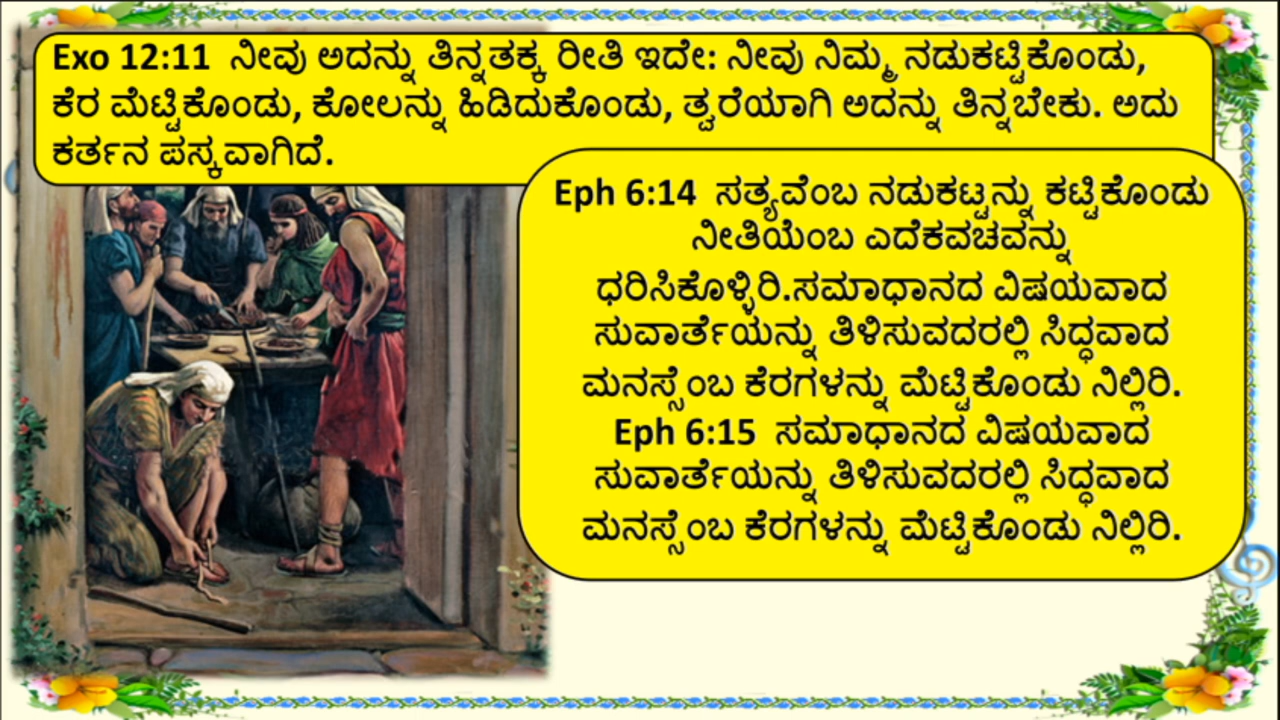 Exo 12:11 ನೀವು ಅದನ್ನು ತಿನ್ನತಕ್ಕ ರೀತಿ ಇದೇ: ನೀವು ನಿಮ್ಮ ನಡುಕಟ್ಟಿಕೊಂಡು,
ಕೆರ ಮೆಟ್ಟಿಕೊಂಡು, ಕೋಲನ್ನು ಹಿಡಿದುಕೊಂಡು, ತ್ವರೆಯಾಗಿ ಅದನ್ನು ತಿನ್ನಬೇಕು. ಅದು
ಕರ್ತನ ಪಸ್ಕವಾಗಿದೆ.
Eph 6:14 ಸತ್ಯವೆಂಬ ನಡುಕಟ್ಟನ್ನು ಕಟ್ಟಿಕೊಂಡು
ನೀತಿಯೆಂಬ ಎದೆಕವಚವನ್ನು
ಧರಿಸಿಕೊಳ್ಳಿರಿ.ಸಮಾಧಾನದ ವಿಷಯವಾದ
ಸುವಾರ್ತೆಯನ್ನು ತಿಳಿಸುವದರಲ್ಲಿ ಸಿದ್ಧವಾದ
ಮನಸ್ಸೆಂಬ ಕೆರಗಳನ್ನು ಮೆಟ್ಟಿಕೊಂಡು ನಿಲ್ಲಿರಿ.
Eph 6:15 ಸಮಾಧಾನದ ವಿಷಯವಾದ
ಸುವಾರ್ತೆಯನ್ನು ತಿಳಿಸುವದರಲ್ಲಿ ಸಿದ್ಧವಾದ
ಮನಸ್ಸೆಂಬ ಕೆರಗಳನ್ನು ಮೆಟ್ಟಿಕೊಂಡು ನಿಲ್ಲಿರಿ.